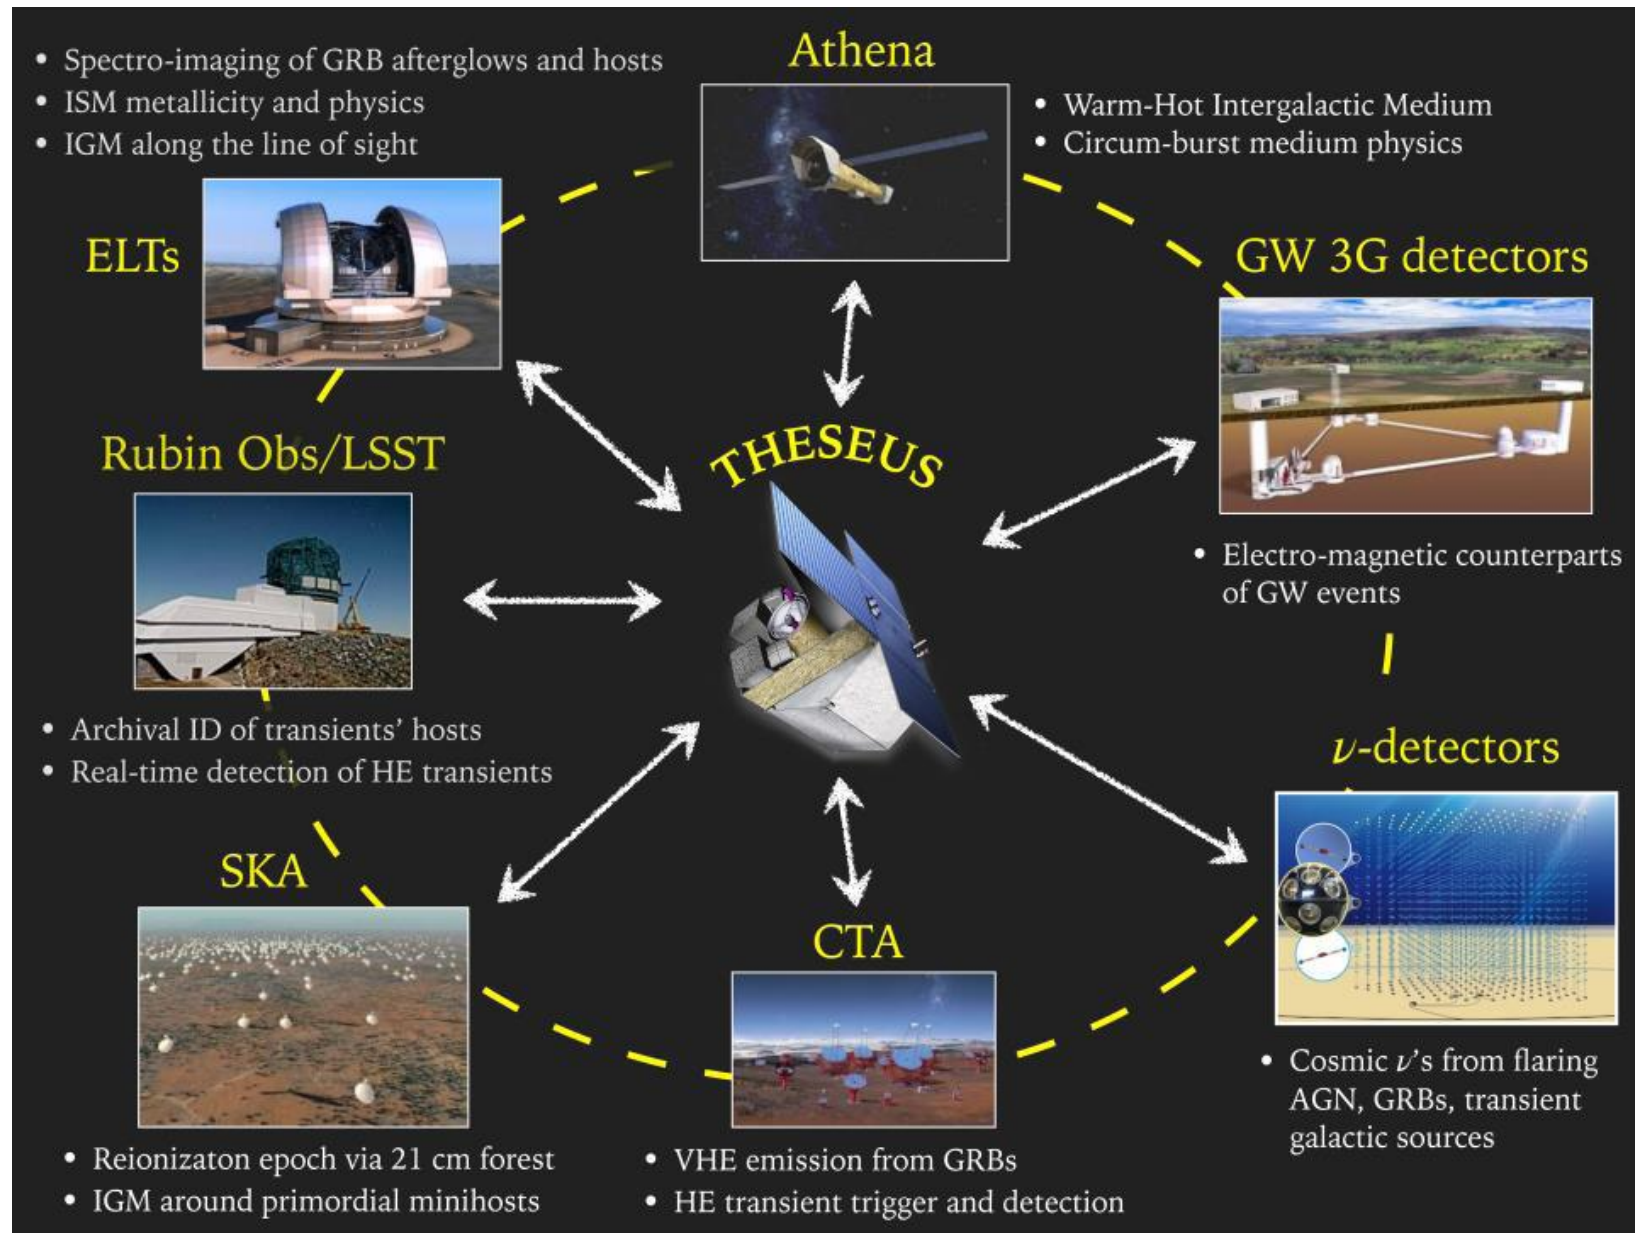 Athena
• Spectro-imaging of GRB afterglows and hosts
• ISM metallicity and physics
• IGM along the line of sight
• Warm-Hot Intergalactic Medium
• Circum-burst medium physics
ELTs
GW 3G detectors
Rubin Obs/LSST
THESEUS
• Electro-magnetic counterparts
of GW events
• Archival ID of transients’ hosts
• Real-time detection of HE transients
ν-detectors
SKA
CTA
• Cosmic ν’s from flaring
AGN, GRBs, transient
galactic sources
• Reionizaton epoch via 21 cm forest
• IGM around primordial minihosts
• VHE emission from GRBs
• HE transient trigger and detection